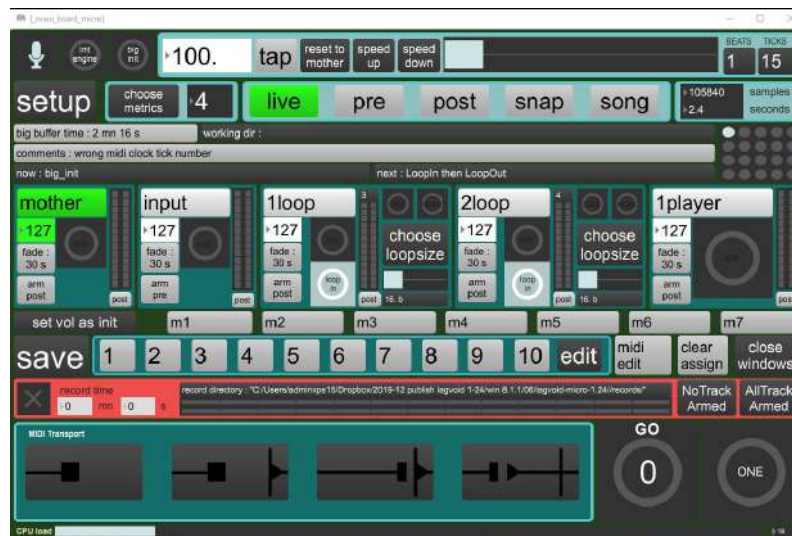 [_main_board_micro]
init engine
big init
100.
tap
reset to mother
speed up
speed down
BEATS TICKS
1 15
setup
choose metrics
4
live pre post snap song
105840 samples
2.4 seconds
big buffer time : 2 mn 16 s
working dir :
comments : wrong midi clock tick number
now : big_init
next : LoopIn then LoopOut
mother input 1loop 3 2loop 4 1player
127 127 127 127 127
choose loopsize
choose loopsize
fade : 30 s
fade : 30 s
fade : 30 s
fade : 30 s
fade : 30 s
arm post
post
arm pre
post
arm post
loop in
post
16. b
arm post
loop in
post
16. b
arm post
post
set vol as init
m1 m2 m3 m4 m5 m6 m7
save
1 2 3 4 5 6 7 8 9 10
edit
midi edit
clear assign
close windows
record time
0 mn 0 s
record directory : "C:/Users/adminxps15/Dropbox/2019-12 publish lagvoid 1-24/win 8.1.1/06/lagvoid-micro-1.24//records/"
NoTrack Armed
AllTrack Armed
MIDI Transport
GO
0
ONE
CPU load